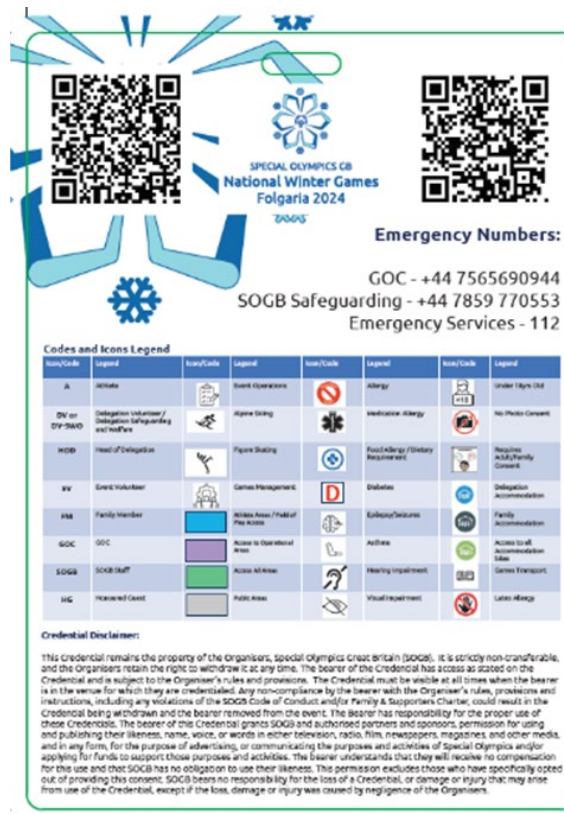 SPECIAL OLYMPICS GB
National Winter Games
Folgaria 2024
Emergency Numbers:
GOC - +44 7565690944
SOGB Safeguarding - +44 7859 770553
Emergency Services - 112
Codes and Icons Legend
Icon/Code Legend Icon/Code Legend Icon/Code Legend Icon/Code Legend
A Athlete Event Operations Allergy <18 Under 18yrs Old
DV or DV-SWO Delegation Volunteer / Delegation Safeguarding and Welfare Alpine Skiing Medication Allergy No Photo Consent
HOD Head of Delegation Figure Skating Food Allergy / Dietary Requirement Requires Adult/Family Consent
EV Event Volunteer Games Management D Diabetes Delegation Accommodation
FM Family Member Athlete Areas / Field of Play Access Epilepsy/Seizures Family Accommodation
GOC GOC Access to Operational Areas Asthma Access to all Accommodation Sites
SOGB SOGB Staff Access All Areas Hearing Impairment Games Transport
HG Honoured Guest Public Areas Visual Impairment Latex Allergy
Credential Disclaimer:
This Credential remains the property of the Organisers, Special Olympics Great Britain (SOGB). It is strictly non-transferable,
and the Organisers retain the right to withdraw it at any time. The bearer of the Credential has access as stated on the
Credential and is subject to the Organiser's rules and provisions. The Credential must be visible at all times when the bearer
is in the venue for which they are credentialed. Any non-compliance by the bearer with the Organiser's rules, provisions and
instructions, including any violations of the SOGB Code of Conduct and/or Family & Supporters Charter, could result in the
Credential being withdrawn and the bearer removed from the event. The Bearer has responsibility for the proper use of
these Credentials. The bearer of this Credential grants SOGB and authorised partners and sponsors, permission for using
and publishing their likeness, name, voice, or words in either television, radio, film, newspapers, magazines, and other media,
and in any form, for the purpose of advertising, or communicating the purposes and activities of Special Olympics and/or
applying for funds to support those purposes and activities. The bearer understands that they will receive no compensation
for this use and that SOGB has no obligation to use their likeness. This permission excludes those who have specifically opted
out of providing this consent. SOGB bears no responsibility for the loss of a Credential, or damage or injury that may arise
from use of the Credential, except if the loss, damage or injury was caused by negligence of the Organisers.